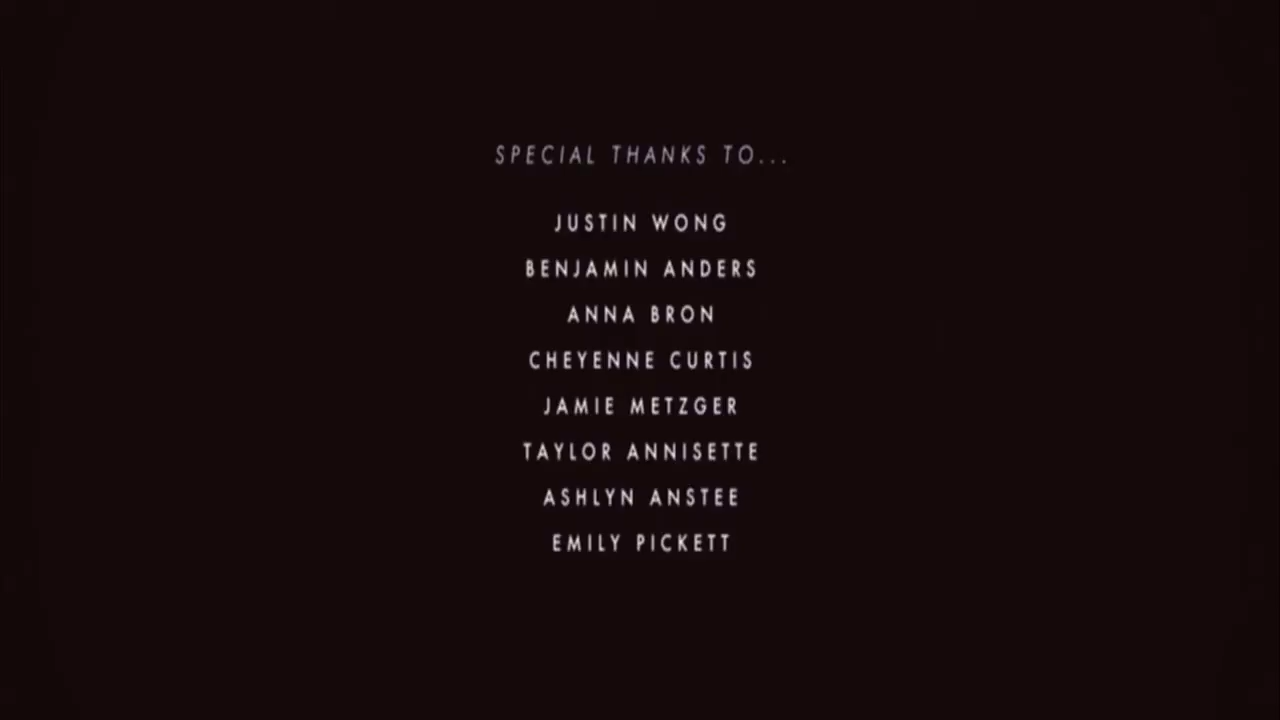 SPECIAL THANKS TO...
JUSTIN WONG
BENJAMIN ANDERS
ANNA BRON
CHEYENNE CURTIS
JAMIE METZGER
TAYLOR ANNISETTE
ASHLYN ANSTEE
EMILY PICKETT